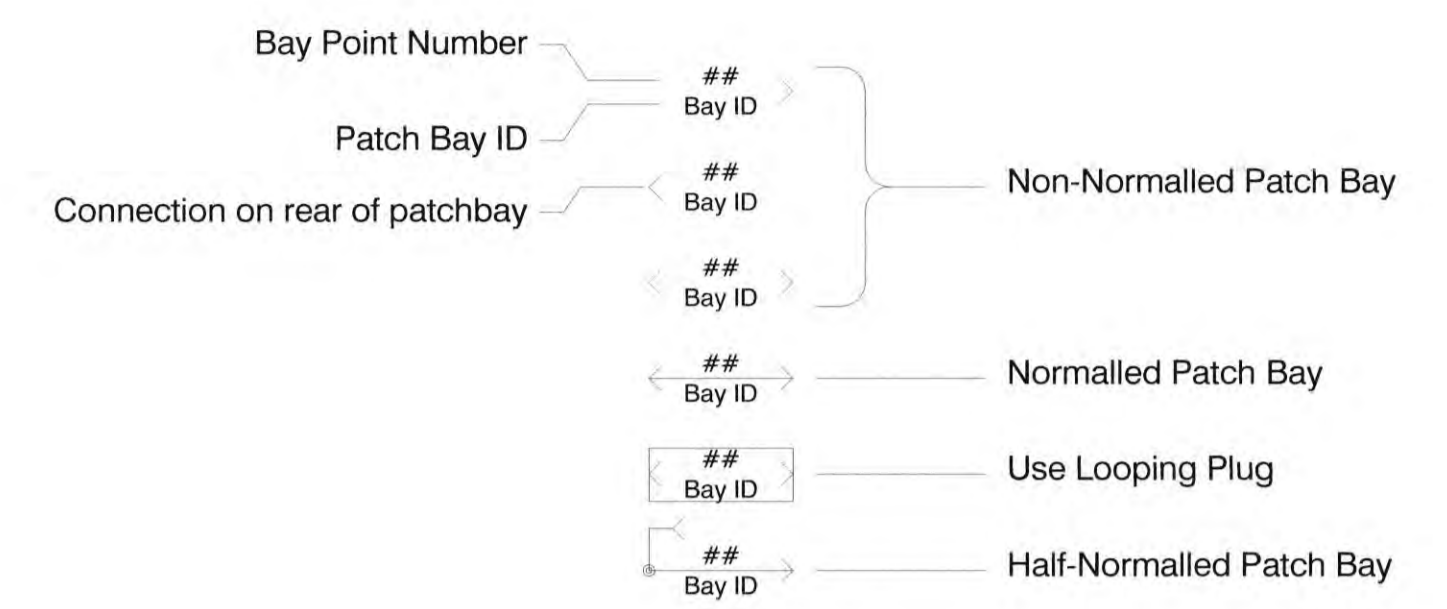 Bay Point Number
##
Bay ID
Patch Bay ID
##
Bay ID
Connection on rear of patchbay
Non-Normalled Patch Bay
##
Bay ID
##
Bay ID
Normalled Patch Bay
##
Bay ID
Use Looping Plug
##
Bay ID
Half-Normalled Patch Bay